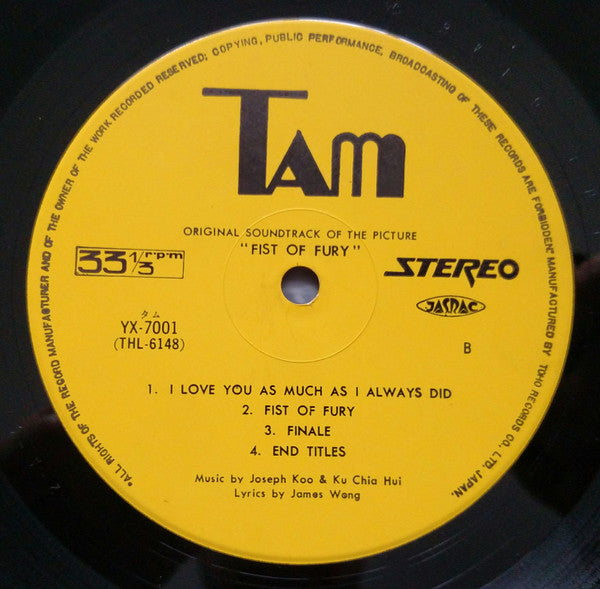 *ALL RIGHTS OF THE RECORD MANUFACTURER AND OF THE OWNER OF THE WORK RECORDED RESERVED; COPYING, PUBLIC PERFORMANCE, BROADCASTING OF THESE RECORDS ARE FORBIDDEN: MANUFACTURED BY TOHO RECORDS CO., LTD. JAPAN.
TAM
ORIGINAL SOUNDTRACK OF THE PICTURE
"FIST OF FURY"
33 1/3 rpm
STEREO
JASRAC
タム
YX-7001
(THL-6148)
B
1. I LOVE YOU AS MUCH AS I ALWAYS DID
2. FIST OF FURY
3. FINALE
4. END TITLES
Music by Joseph Koo & Ku Chia Hui
Lyrics by James Wong